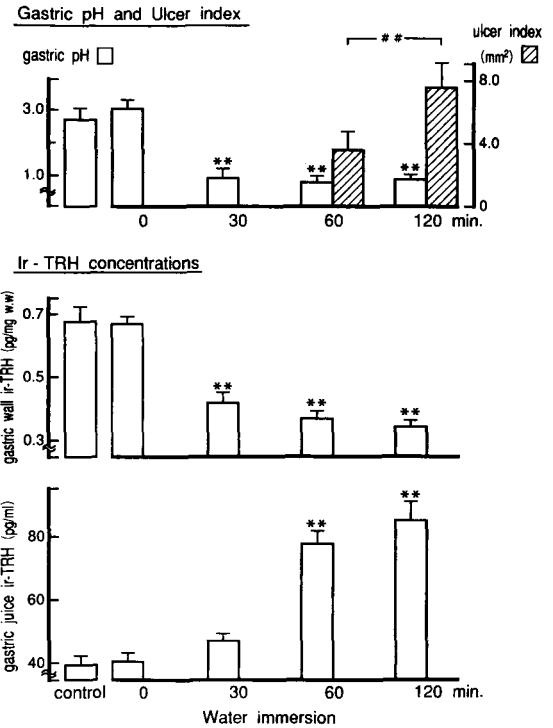 Gastric pH and Ulcer index
ulcer index
(mm²)
gastric pH
# #
3.0
1.0
8.0
4.0
0
** ** **
0 30 60 120 min.
Ir - TRH concentrations
gastric wall ir-TRH (pg/mg w.w)
0.7
0.5
0.3
** ** **
gastric juice ir-TRH (pg/ml)
80
60
40
** **
control 0 30 60 120 min.
Water immersion